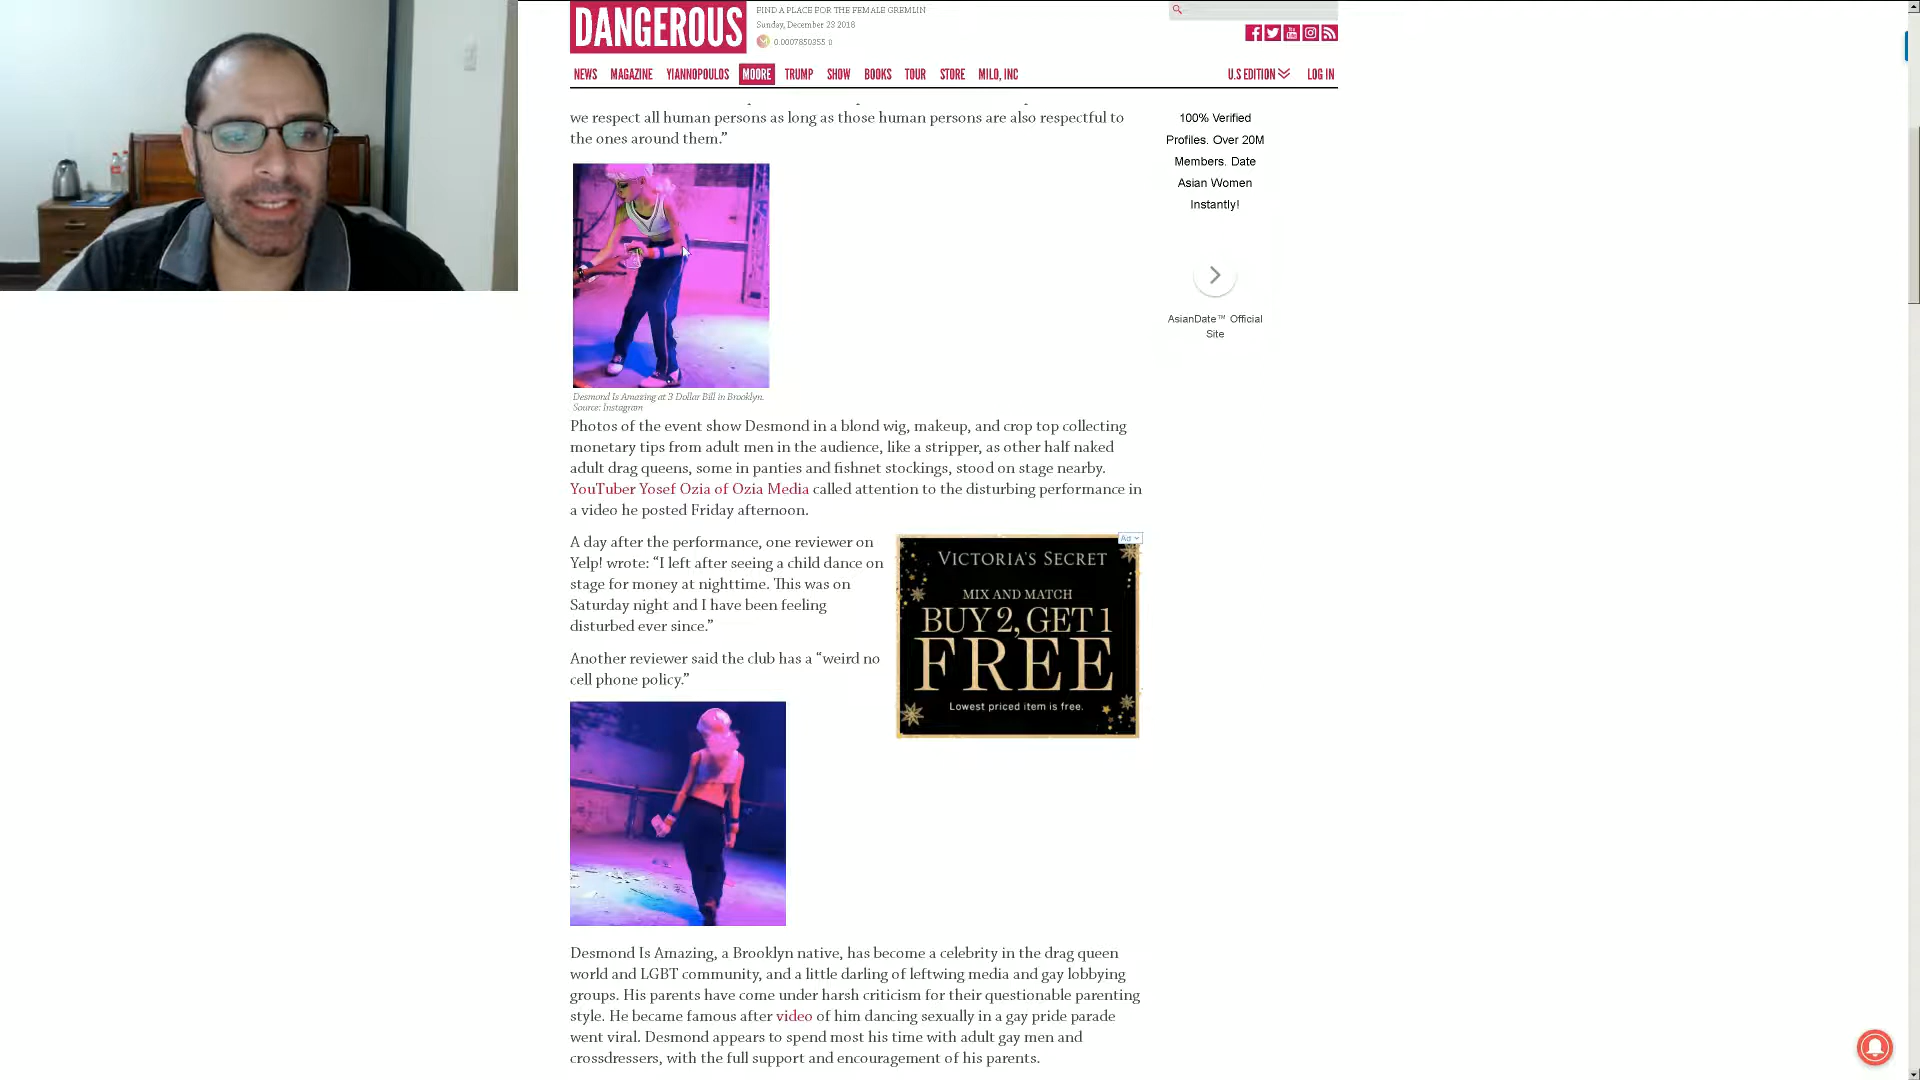 DANGEROUS
FIND A PLACE FOR THE FEMALE GREMLIN
Sunday, December 23 2018
0.0007850355 ▯
NEWS MAGAZINE YIANNOPOULOS MOORE TRUMP SHOW BOOKS TOUR STORE MILO, INC U.S EDITION LOG IN
we respect all human persons as long as those human persons are also respectful to
the ones around them.”
100% Verified
Profiles. Over 20M
Members. Date
Asian Women
Instantly!
AsianDate™ Official
Site
Desmond Is Amazing at 3 Dollar Bill in Brooklyn.
Source: Instagram
Photos of the event show Desmond in a blond wig, makeup, and crop top collecting
monetary tips from adult men in the audience, like a stripper, as other half naked
adult drag queens, some in panties and fishnet stockings, stood on stage nearby.
YouTuber Yosef Ozia of Ozia Media called attention to the disturbing performance in
a video he posted Friday afternoon.
A day after the performance, one reviewer on
Yelp! wrote: “I left after seeing a child dance on
stage for money at nighttime. This was on
Saturday night and I have been feeling
disturbed ever since.”
Another reviewer said the club has a “weird no
cell phone policy.”
Ad
VICTORIA'S SECRET
MIX AND MATCH
BUY 2, GET 1
FREE
Lowest priced item is free.
Desmond Is Amazing, a Brooklyn native, has become a celebrity in the drag queen
world and LGBT community, and a little darling of leftwing media and gay lobbying
groups. His parents have come under harsh criticism for their questionable parenting
style. He became famous after video of him dancing sexually in a gay pride parade
went viral. Desmond appears to spend most his time with adult gay men and
crossdressers, with the full support and encouragement of his parents.